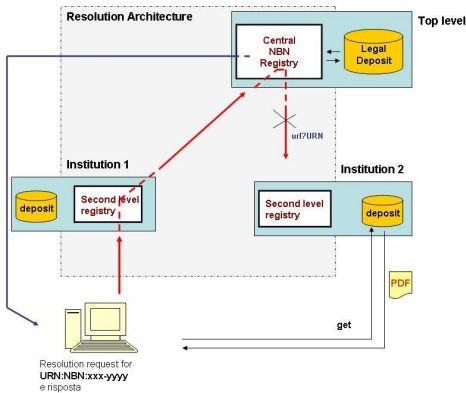 Resolution Architecture
Top level
Central
NBN
Registry
Legal
Deposit
url?URN
Institution 1
Institution 2
deposit
Second level
registry
Second level
registry
deposit
PDF
get
Resolution request for
URN:NBN:xxx-yyyy
e risposta